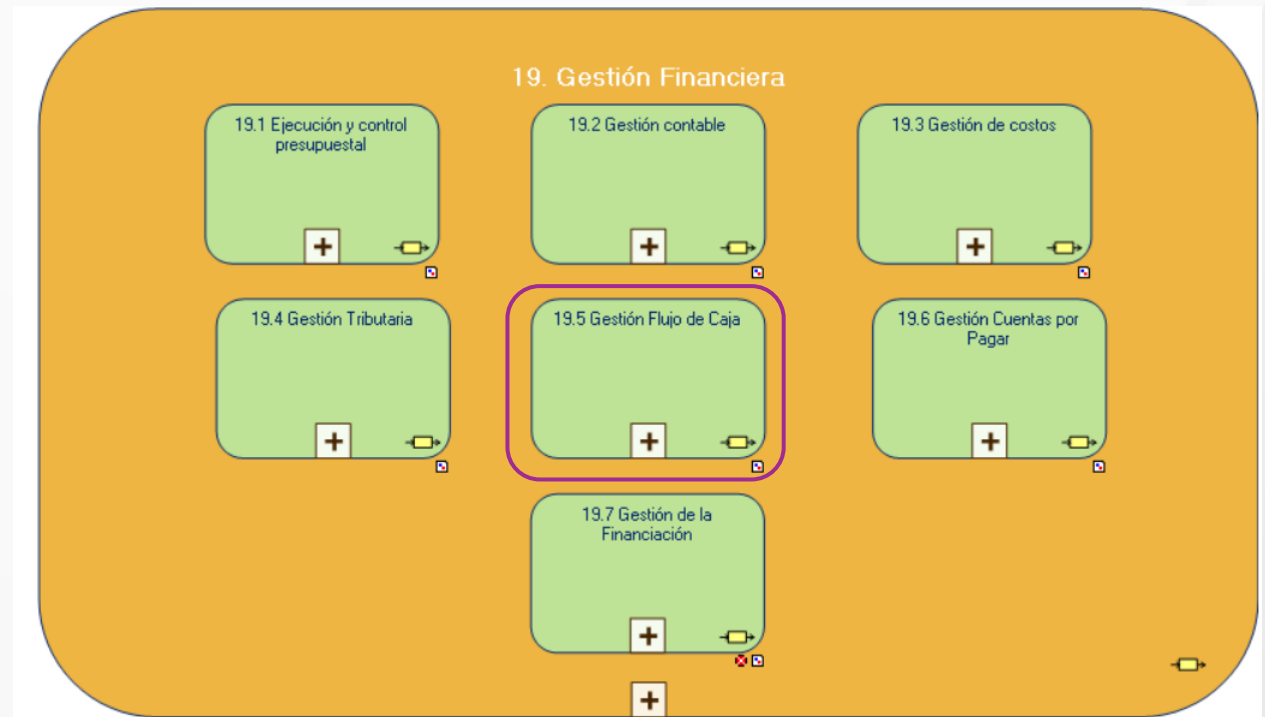 19. Gestión Financiera
19.1 Ejecución y control
presupuestal
19.2 Gestión contable
19.3 Gestión de costos
19.4 Gestión Tributaria
19.5 Gestión Flujo de Caja
19.6 Gestión Cuentas por
Pagar
19.7 Gestión de la
Financiación